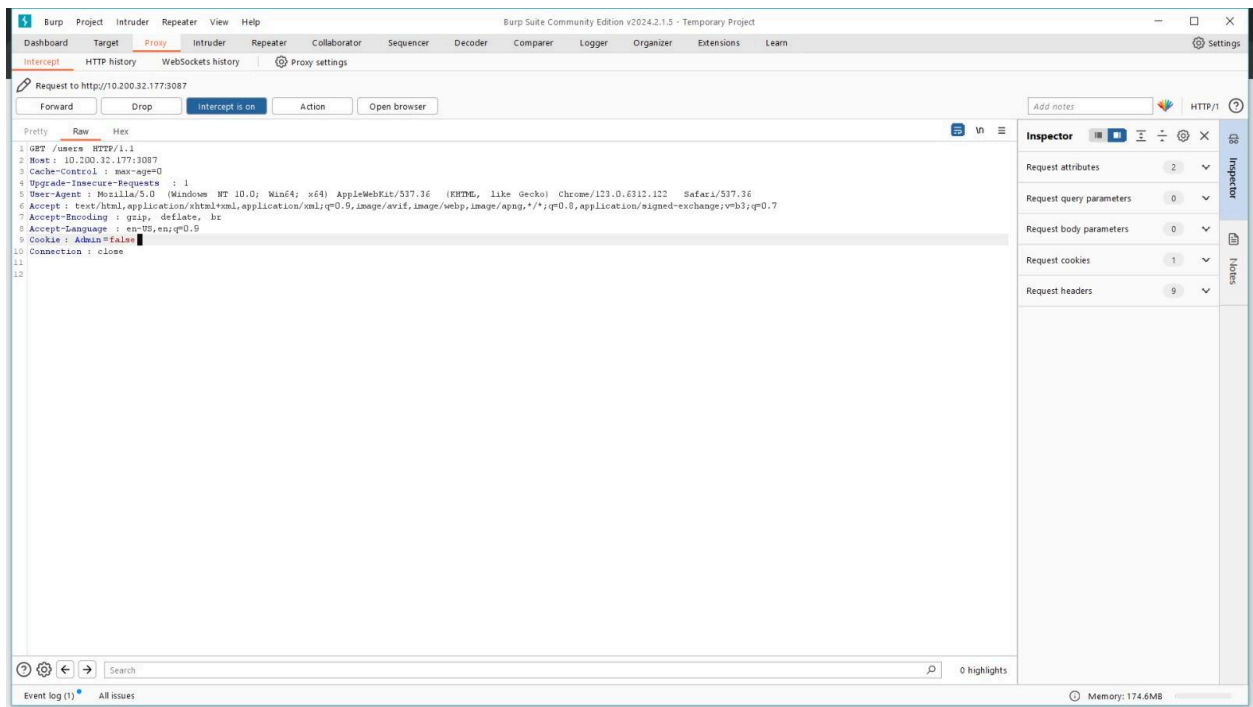 Burp Project Intruder Repeater View Help Burp Suite Community Edition v2024.2.1.5 - Temporary Project
Dashboard Target Proxy Intruder Repeater Collaborator Sequencer Decoder Comparer Logger Organizer Extensions Learn Settings
Intercept HTTP history WebSockets history Proxy settings
Request to http://10.200.32.177:3087
Forward Drop Intercept is on Action Open browser Add notes HTTP/1
Pretty Raw Hex \n
Inspector
1 GET /users HTTP/1.1
2 Host: 10.200.32.177:3087
3 Cache-Control : max-age=0
4 Upgrade-Insecure-Requests : 1
5 User-Agent : Mozilla/5.0 (Windows NT 10.0; Win64; x64) AppleWebKit/537.36 (KHTML, like Gecko) Chrome/123.0.6312.122 Safari/537.36
6 Accept : text/html,application/xhtml+xml,application/xml;q=0.9,image/avif,image/webp,image/apng,*/*;q=0.8,application/signed-exchange;v=b3;q=0.7
7 Accept-Encoding : gzip, deflate, br
8 Accept-Language : en-US,en;q=0.9
9 Cookie : Admin=false
10 Connection : close
11
12
Request attributes 2
Request query parameters 0
Request body parameters 0
Request cookies 1
Request headers 9
Inspector
Notes
Search 0 highlights
Event log (1) All issues Memory: 174.6MB